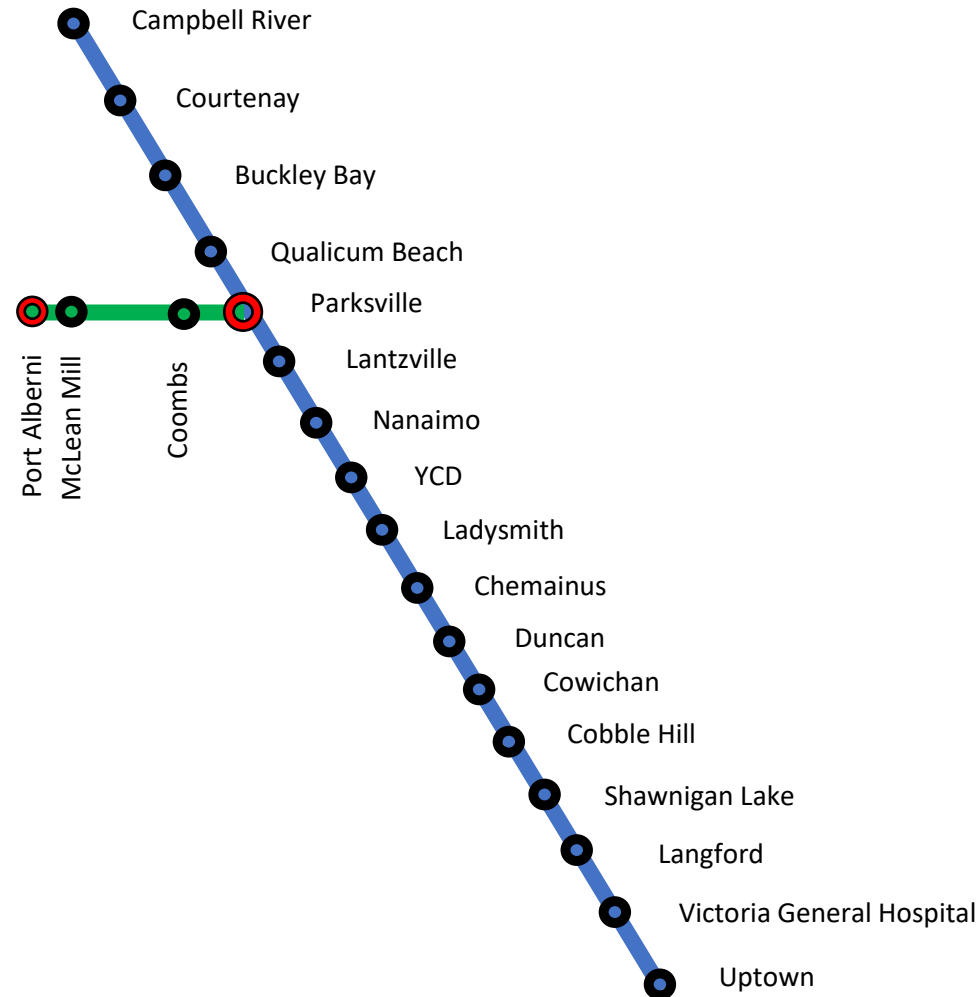 Campbell River
Courtenay
Buckley Bay
Qualicum Beach
Parksville
Port Alberni
McLean Mill
Coombs
Lantzville
Nanaimo
YCD
Ladysmith
Chemainus
Duncan
Cowichan
Cobble Hill
Shawnigan Lake
Langford
Victoria General Hospital
Uptown